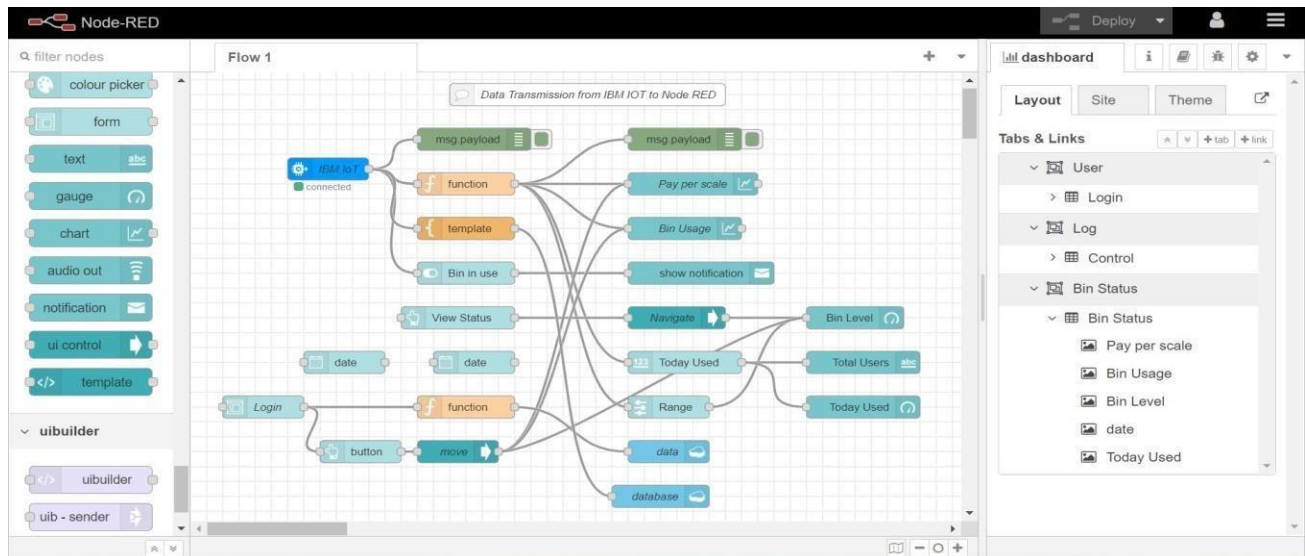 Node-RED
Deploy
filter nodes
colour picker
form
text
abc
gauge
chart
audio out
notification
ui control
</> template
uibuilder
</> uibuilder
uib - sender
Flow 1
Data Transmission from IBM IOT to Node RED
msg.payload
msg.payload
IBM IoT
connected
function
Pay per scale
template
Bin Usage
Bin in use
show notification
View Status
Navigate
Bin Level
date
date
123 Today Used
Total Users abc
Login
function
Range
Today Used
button
move
data
database
dashboard
i
Layout
Site
Theme
Tabs & Links
+ tab
+ link
User
Login
Log
Control
Bin Status
Bin Status
Pay per scale
Bin Usage
Bin Level
date
Today Used